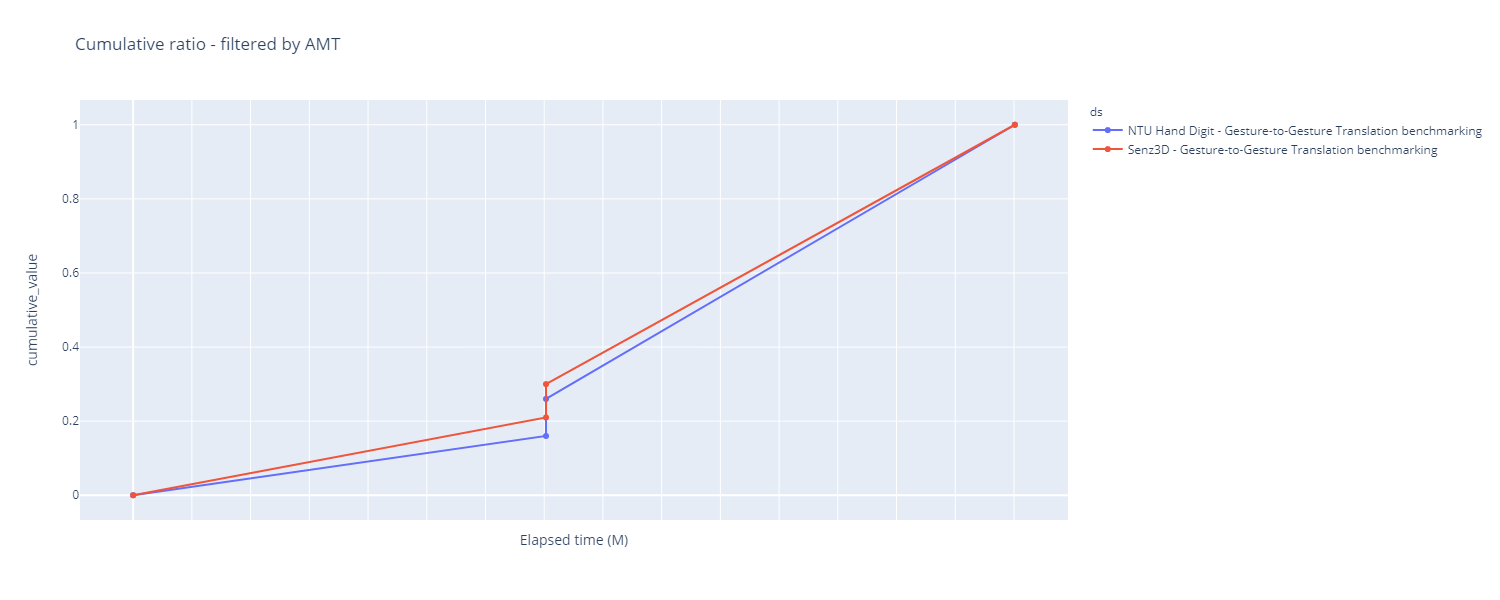 Cumulative ratio - filtered by AMT
ds
NTU Hand Digit - Gesture-to-Gesture Translation benchmarking
Senz3D - Gesture-to-Gesture Translation benchmarking
1
0.8
0.6
0.4
0.2
0
cumulative_value
Elapsed time (M)